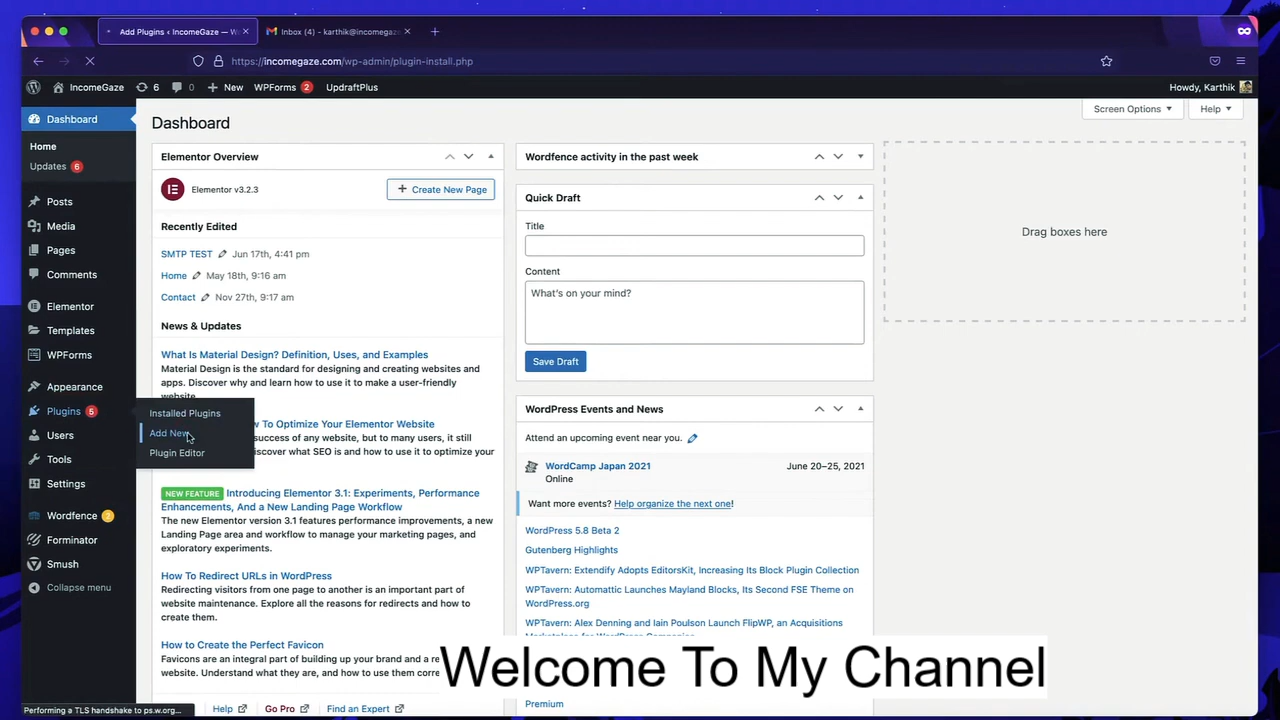 Add Plugins ‹ IncomeGaze — W
Inbox (4) - karthik@incomega
https://incomegaze.com/wp-admin/plugin-install.php
IncomeGaze
6
0
New
WPForms 2
UpdraftPlus
Howdy, Karthik
Dashboard
Home
Updates 6
Posts
Media
Pages
Comments
Elementor
Templates
WPForms
Appearance
Plugins 5
Installed Plugins
Add New
Plugin Editor
Users
Tools
Settings
Wordfence 2
Forminator
Smush
Collapse menu
Performing a TLS handshake to ps.w.org...
Dashboard
Screen Options
Help
Elementor Overview
Elementor v3.2.3
Create New Page
Recently Edited
SMTP TEST Jun 17th, 4:41 pm
Home May 18th, 9:16 am
Contact Nov 27th, 9:17 am
News & Updates
What Is Material Design? Definition, Uses, and Examples
Material Design is the standard for designing and creating websites and
apps. Discover why and learn how to use it to make a user-friendly
website.
To Optimize Your Elementor Website
success of any website, but to many users, it still
iscover what SEO is and how to use it to optimize your
NEW FEATURE Introducing Elementor 3.1: Experiments, Performance
Enhancements, And a New Landing Page Workflow
The new Elementor version 3.1 features performance improvements, a new
Landing Page area and workflow to manage your marketing pages, and
exploratory experiments.
How To Redirect URLs in WordPress
Redirecting visitors from one page to another is an important part of
website maintenance. Explore all the reasons for redirects and how to
create them.
How to Create the Perfect Favicon
Favicons are an integral part of building up your brand and a re
website. Understand what they are, and how to use them corre
Help
Go Pro
Find an Expert
Wordfence activity in the past week
Quick Draft
Title
Content
What's on your mind?
Save Draft
WordPress Events and News
Attend an upcoming event near you.
WordCamp Japan 2021 June 20–25, 2021
Online
Want more events? Help organize the next one!
WordPress 5.8 Beta 2
Gutenberg Highlights
WPTavern: Extendify Adopts EditorsKit, Increasing Its Block Plugin Collection
WPTavern: Automattic Launches Mayland Blocks, Its Second FSE Theme on
WordPress.org
WPTavern: Alex Denning and Iain Poulson Launch FlipWP, an Acquisitions
Premium
Drag boxes here
Welcome To My Channel